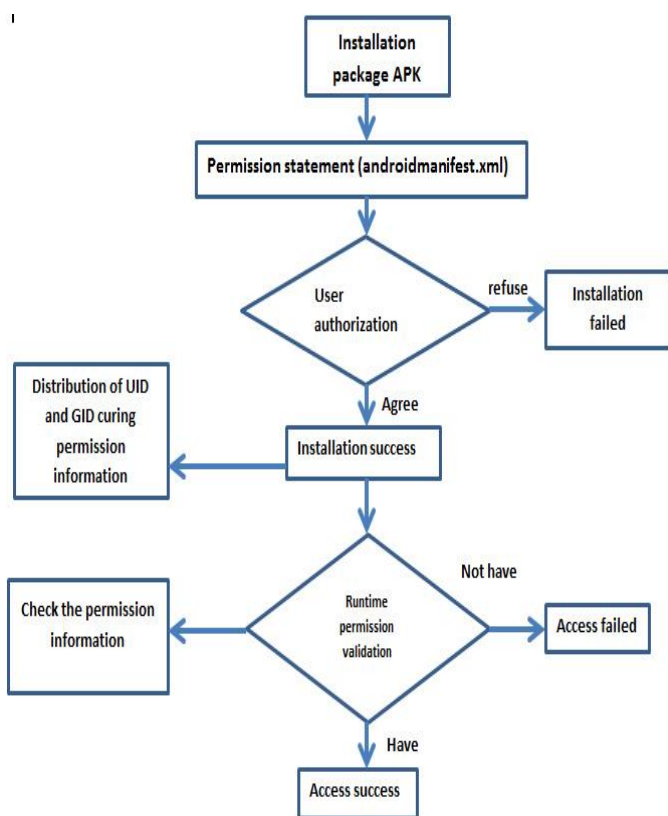 Installation
package APK
Permission statement (androidmanifest.xml)
User
authorization
refuse
Installation
failed
Agree
Distribution of UID
and GID curing
permission
information
Installation success
Not have
Runtime
permission
validation
Check the permission
information
Access failed
Have
Access success